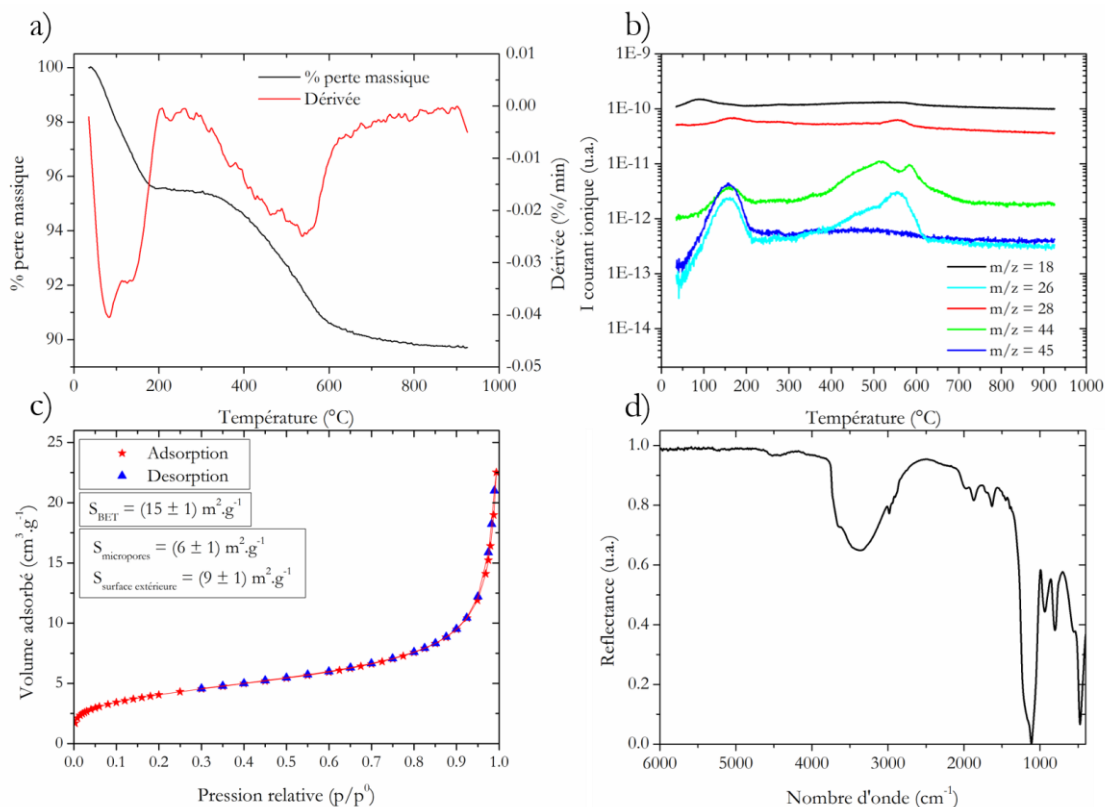 a)
% perte massique
Dérivée
100
98
96
94
92
90
% perte massique
0.01
0.00
-0.01
-0.02
-0.03
-0.04
-0.05
Dérivée (%/min)
0 200 400 600 800 1000
Température (°C)
b)
1E-9
1E-10
1E-11
1E-12
1E-13
1E-14
I courant ionique (u.a.)
m/z = 18
m/z = 26
m/z = 28
m/z = 44
m/z = 45
0 100 200 300 400 500 600 700 800 900 1000
Température (°C)
c)
Adsorption
Desorption
S_BET = (15 ± 1) m².g⁻¹
S_micropores = (6 ± 1) m².g⁻¹
S_surface extérieure = (9 ± 1) m².g⁻¹
25
20
15
10
5
0
Volume adsorbé (cm³.g⁻¹)
0.0 0.1 0.2 0.3 0.4 0.5 0.6 0.7 0.8 0.9 1.0
Pression relative (p/p⁰)
d)
1.0
0.8
0.6
0.4
0.2
0.0
Reflectance (u.a.)
6000 5000 4000 3000 2000 1000
Nombre d'onde (cm⁻¹)